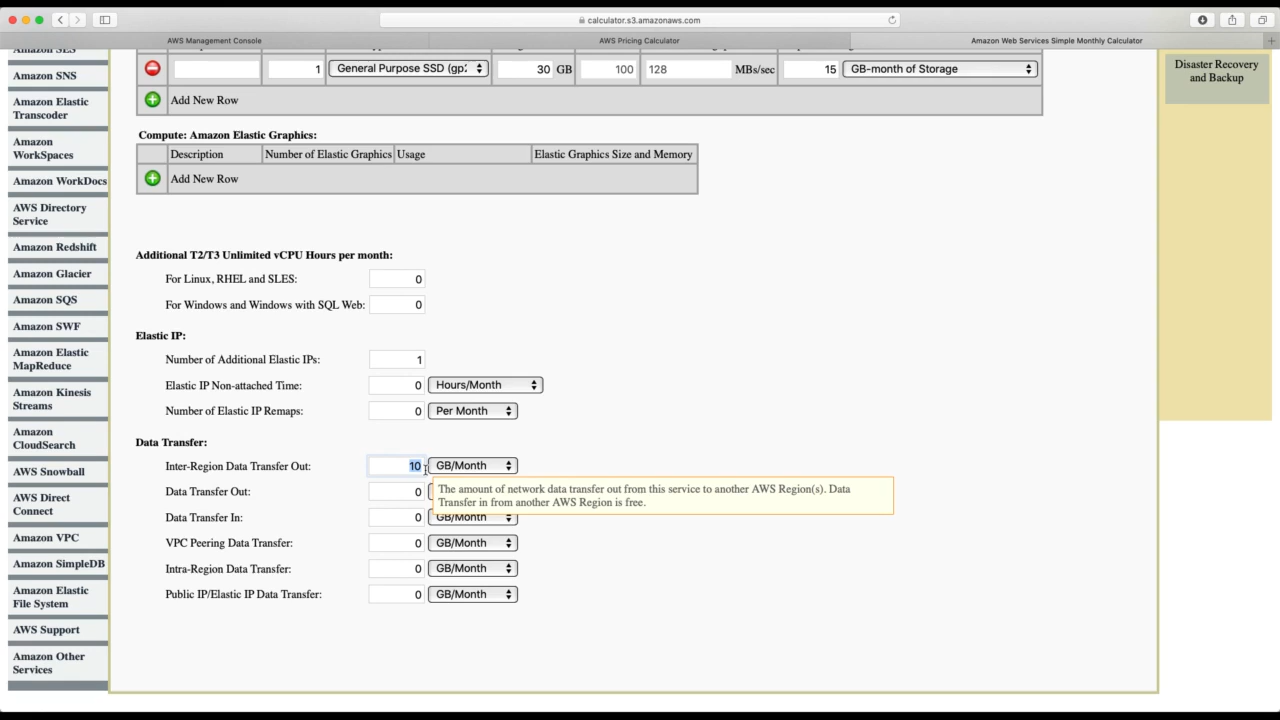 calculator.s3.amazonaws.com
AWS Management Console
AWS Pricing Calculator
Amazon Web Services Simple Monthly Calculator
Amazon SES
Amazon SNS
Amazon Elastic
Transcoder
Amazon
WorkSpaces
Amazon WorkDocs
AWS Directory
Service
Amazon Redshift
Amazon Glacier
Amazon SQS
Amazon SWF
Amazon Elastic
MapReduce
Amazon Kinesis
Streams
Amazon
CloudSearch
AWS Snowball
AWS Direct
Connect
Amazon VPC
Amazon SimpleDB
Amazon Elastic
File System
AWS Support
Amazon Other
Services
1 General Purpose SSD (gp2 30 GB 100 128 MBs/sec 15 GB-month of Storage
Add New Row
Compute: Amazon Elastic Graphics:
Description Number of Elastic Graphics Usage Elastic Graphics Size and Memory
Add New Row
Additional T2/T3 Unlimited vCPU Hours per month:
For Linux, RHEL and SLES: 0
For Windows and Windows with SQL Web: 0
Elastic IP:
Number of Additional Elastic IPs: 1
Elastic IP Non-attached Time: 0 Hours/Month
Number of Elastic IP Remaps: 0 Per Month
Data Transfer:
Inter-Region Data Transfer Out: 10 GB/Month
Data Transfer Out: 0
The amount of network data transfer out from this service to another AWS Region(s). Data
Transfer in from another AWS Region is free.
Data Transfer In: 0 GB/Month
VPC Peering Data Transfer: 0 GB/Month
Intra-Region Data Transfer: 0 GB/Month
Public IP/Elastic IP Data Transfer: 0 GB/Month
Disaster Recovery
and Backup